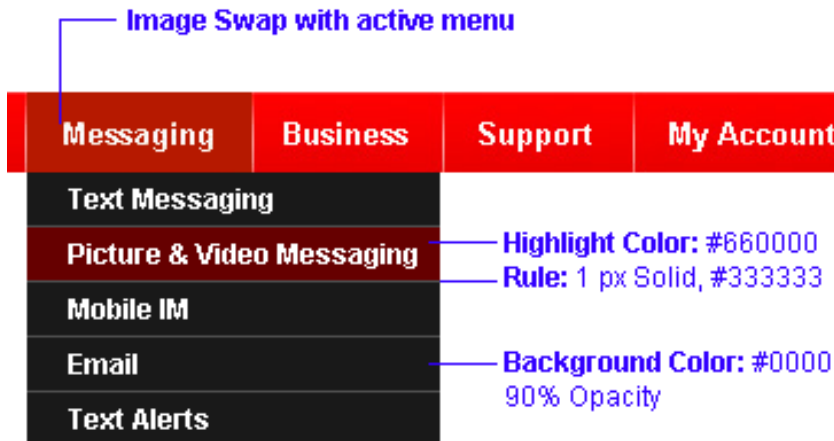 Image Swap with active menu
Messaging Business Support My Account
Text Messaging
Picture & Video Messaging
Highlight Color: #660000
Rule: 1 px Solid, #333333
Mobile IM
Email
Background Color: #0000
90% Opacity
Text Alerts